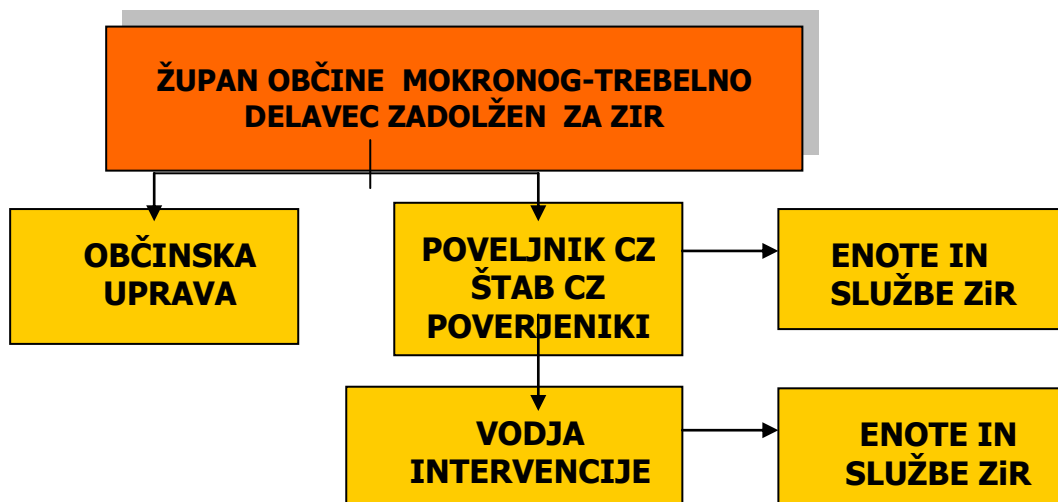 ŽUPAN OBČINE MOKRONOG-TREBELNO
DELAVEC ZADOLŽEN ZA ZIR
OBČINSKA
UPRAVA
POVELJNIK CZ
ŠTAB CZ
POVERJENIKI
ENOTE IN
SLUŽBE ZiR
VODJA
INTERVENCIJE
ENOTE IN
SLUŽBE ZiR